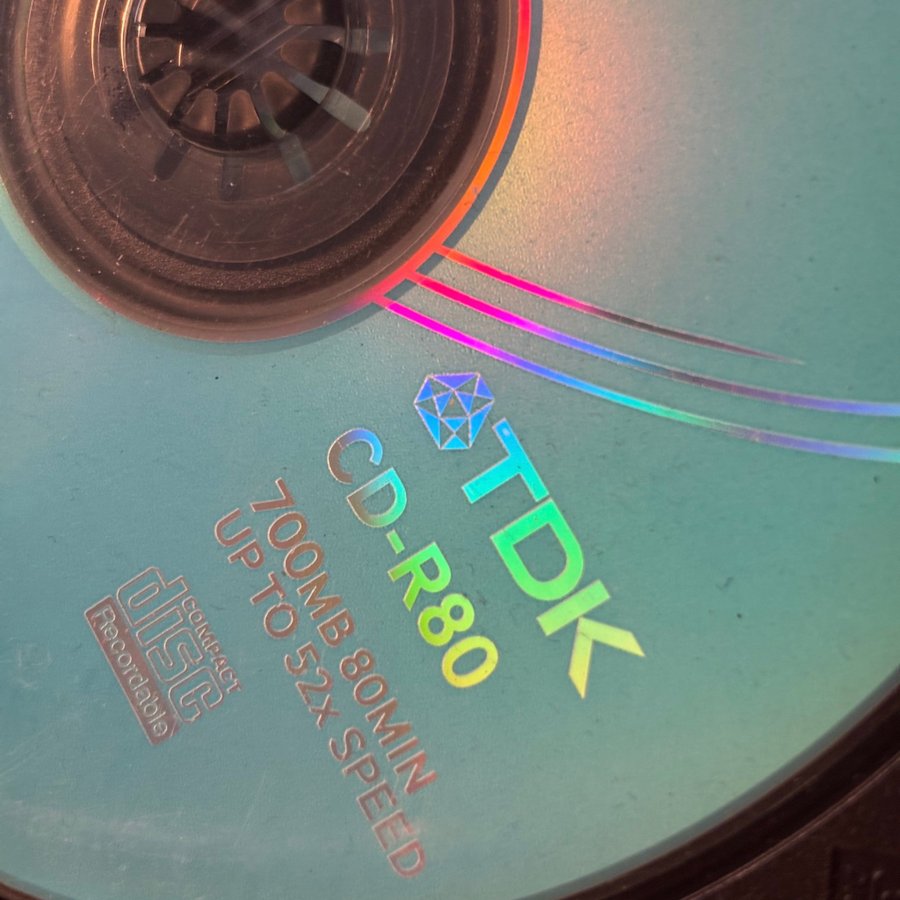 TDK
CD-R80
700MB 80MIN
UP TO 52x SPEED
COMPACT
disc
Recordable